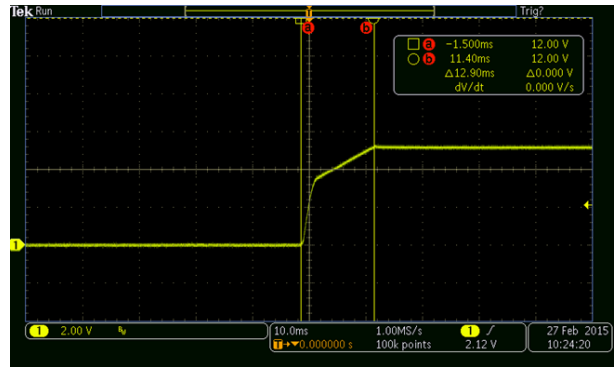 Tek Run
Trig?
T
a b
a -1.500ms 12.00 V
b 11.40ms 12.00 V
Δ12.90ms Δ0.000 V
dV/dt 0.000 V/s
1
1 2.00 V BW
10.0ms 1.00MS/s 1
T→▼0.000000 s 100k points 2.12 V
27 Feb 2015
10:24:20